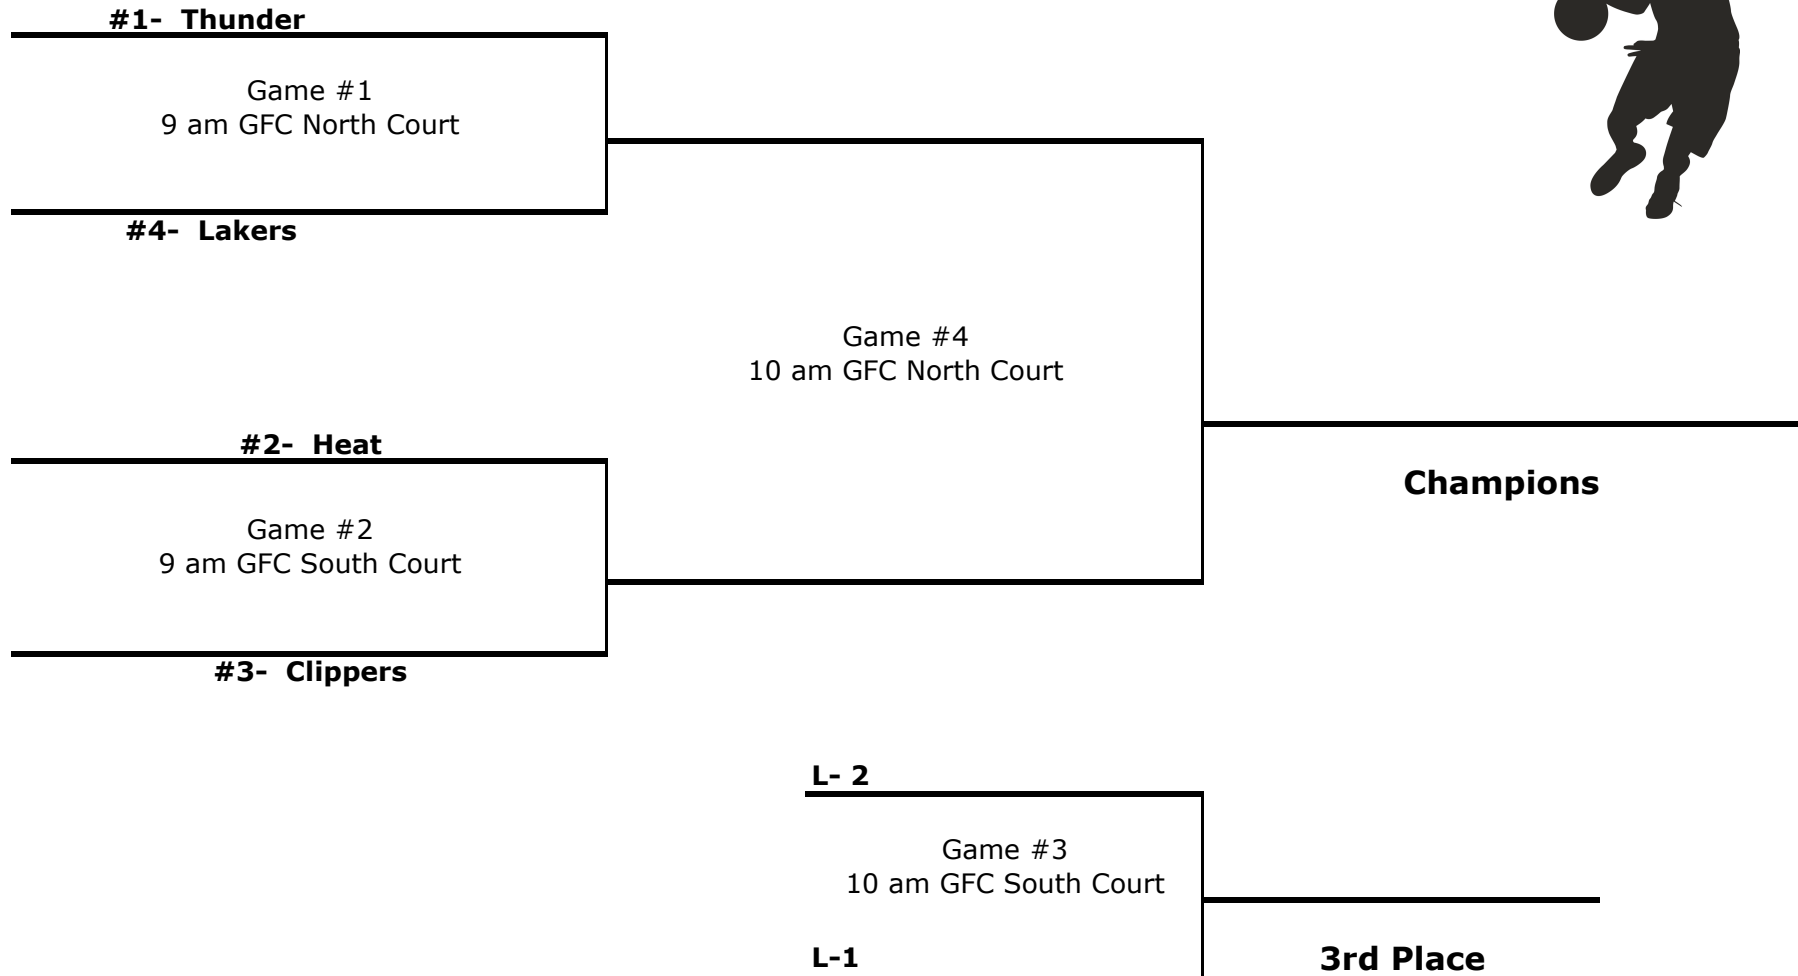 #1-  Thunder
Game #1
9 am GFC North Court
#4-  Lakers
Game #4
10 am GFC North Court
#2-  Heat
Champions
Game #2
9 am GFC South Court
#3-  Clippers
L- 2
Game #3
10 am GFC South Court
L-1
3rd Place